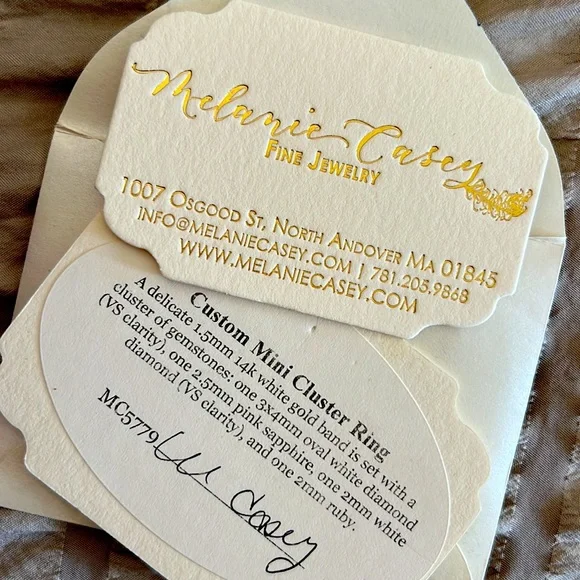 Melanie Casey
Fine Jewelry
1007 Osgood St, North Andover Ma 01845
info@melaniecasey.com | 781.205.9868
www.melaniecasey.com
Custom Mini Cluster Ring
A delicate 1.5mm 14k white gold band is set with a
cluster of gemstones: one 3x4mm oval white diamond
(VS clarity), one 2.5mm pink sapphire, one 2mm white
diamond (VS clarity), and one 2mm ruby.
MC5779
Casey